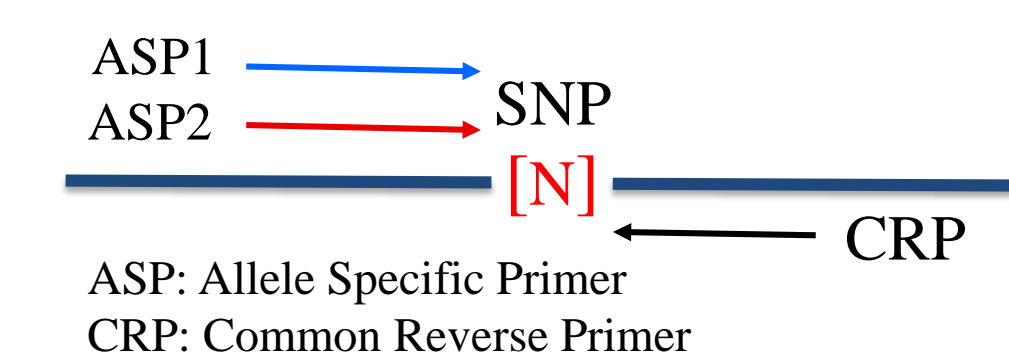 ASP1
ASP2
SNP
[N]
CRP
ASP: Allele Specific Primer
CRP: Common Reverse Primer